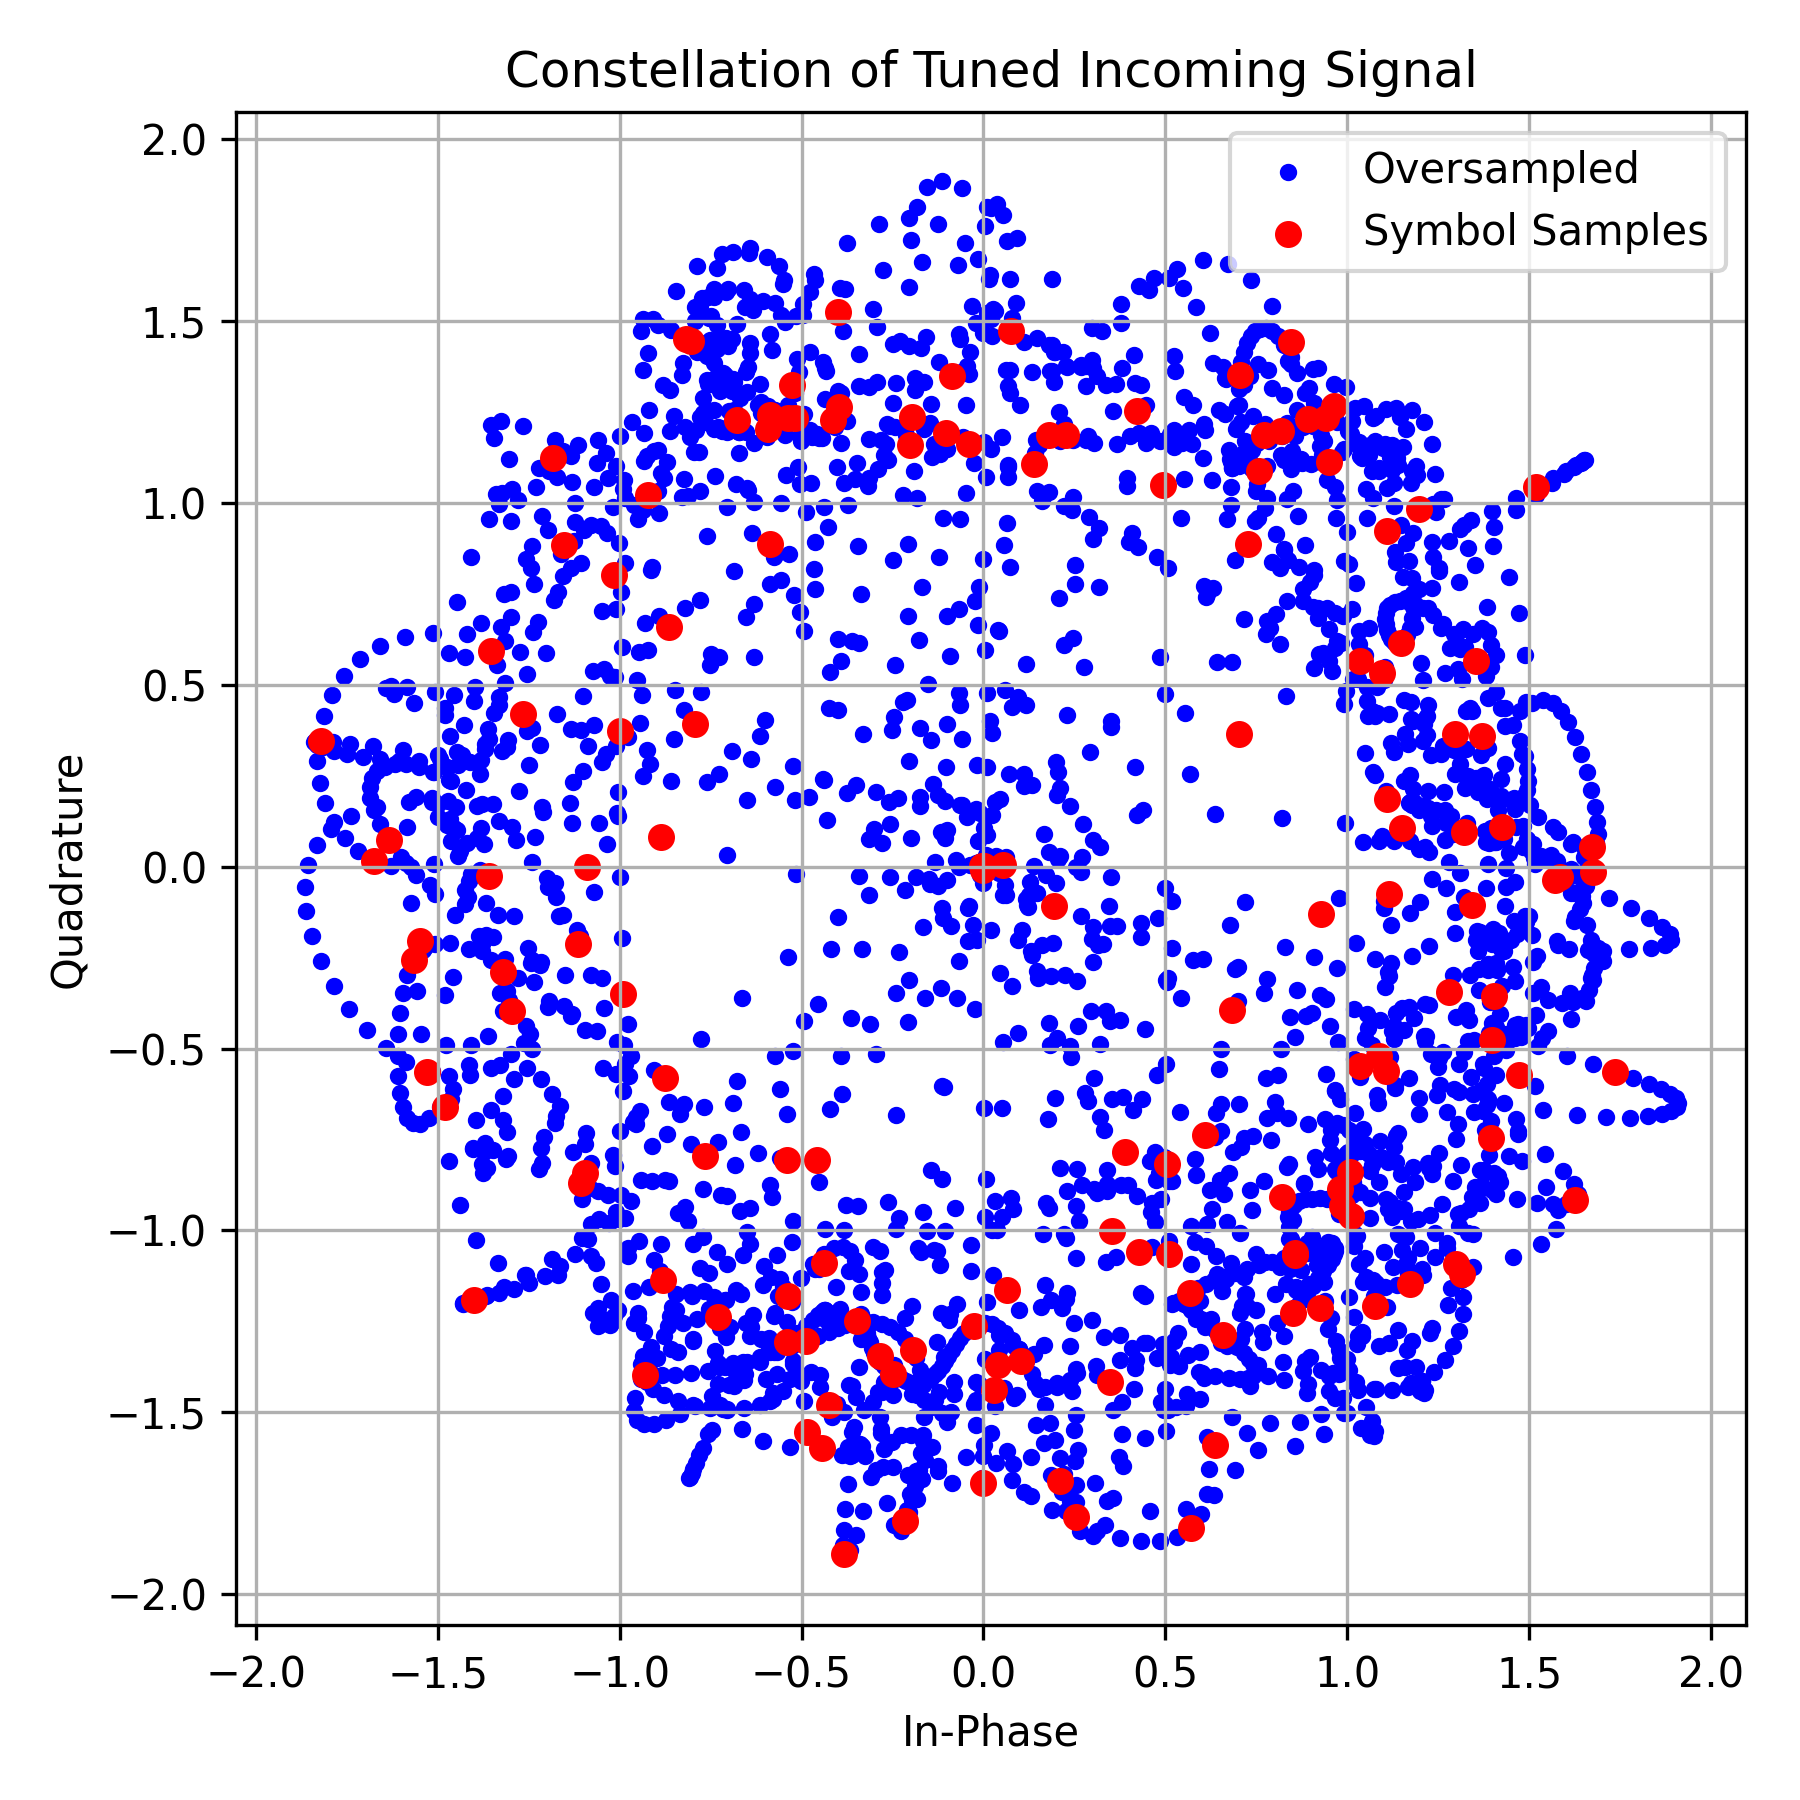 Constellation of Tuned Incoming Signal
Oversampled
Symbol Samples
2.0
1.5
1.0
0.5
0.0
−0.5
−1.0
−1.5
−2.0
Quadrature
−2.0 −1.5 −1.0 −0.5 0.0 0.5 1.0 1.5 2.0
In-Phase